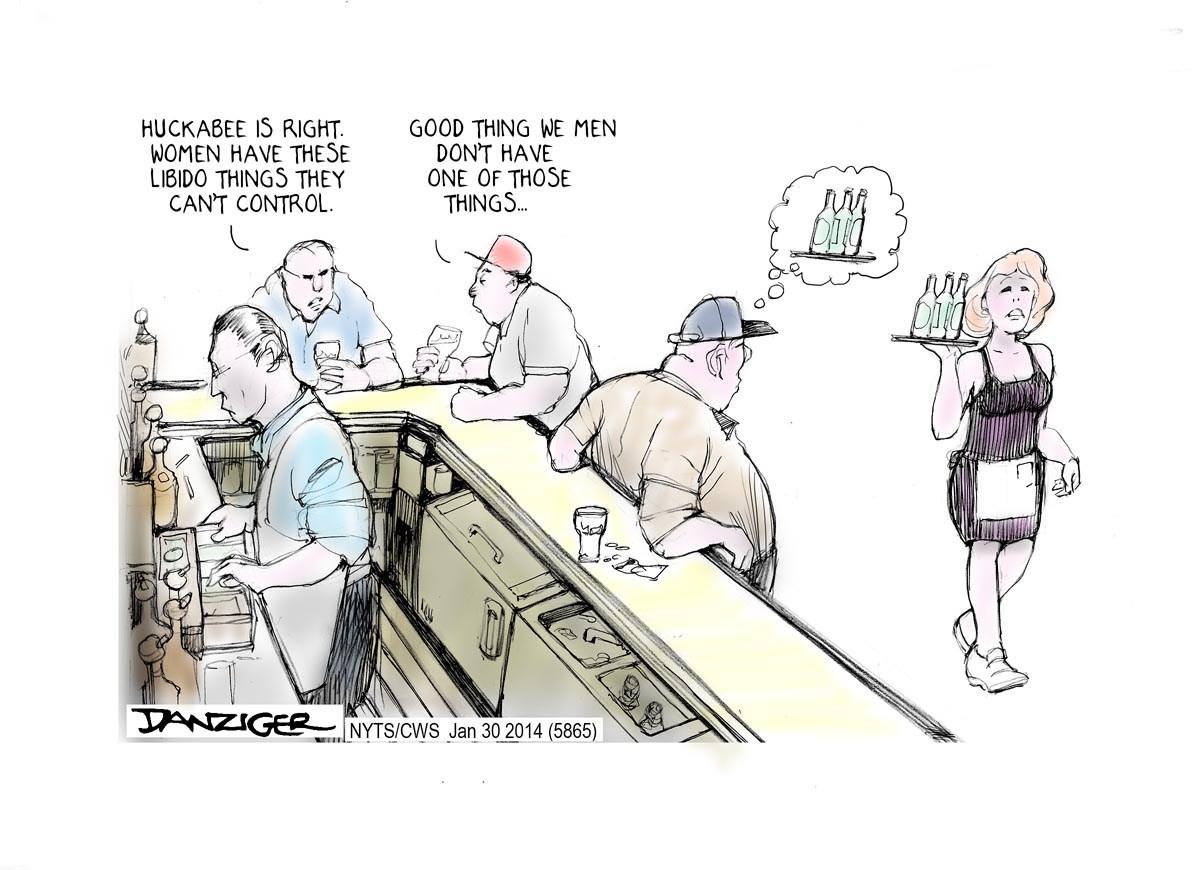 HUCKABEE IS RIGHT.
WOMEN HAVE THESE
LIBIDO THINGS THEY
CAN'T CONTROL.
GOOD THING WE MEN
DON'T HAVE
ONE OF THOSE
THINGS...
DANZIGER
NYTS/CWS Jan 30 2014 (5865)